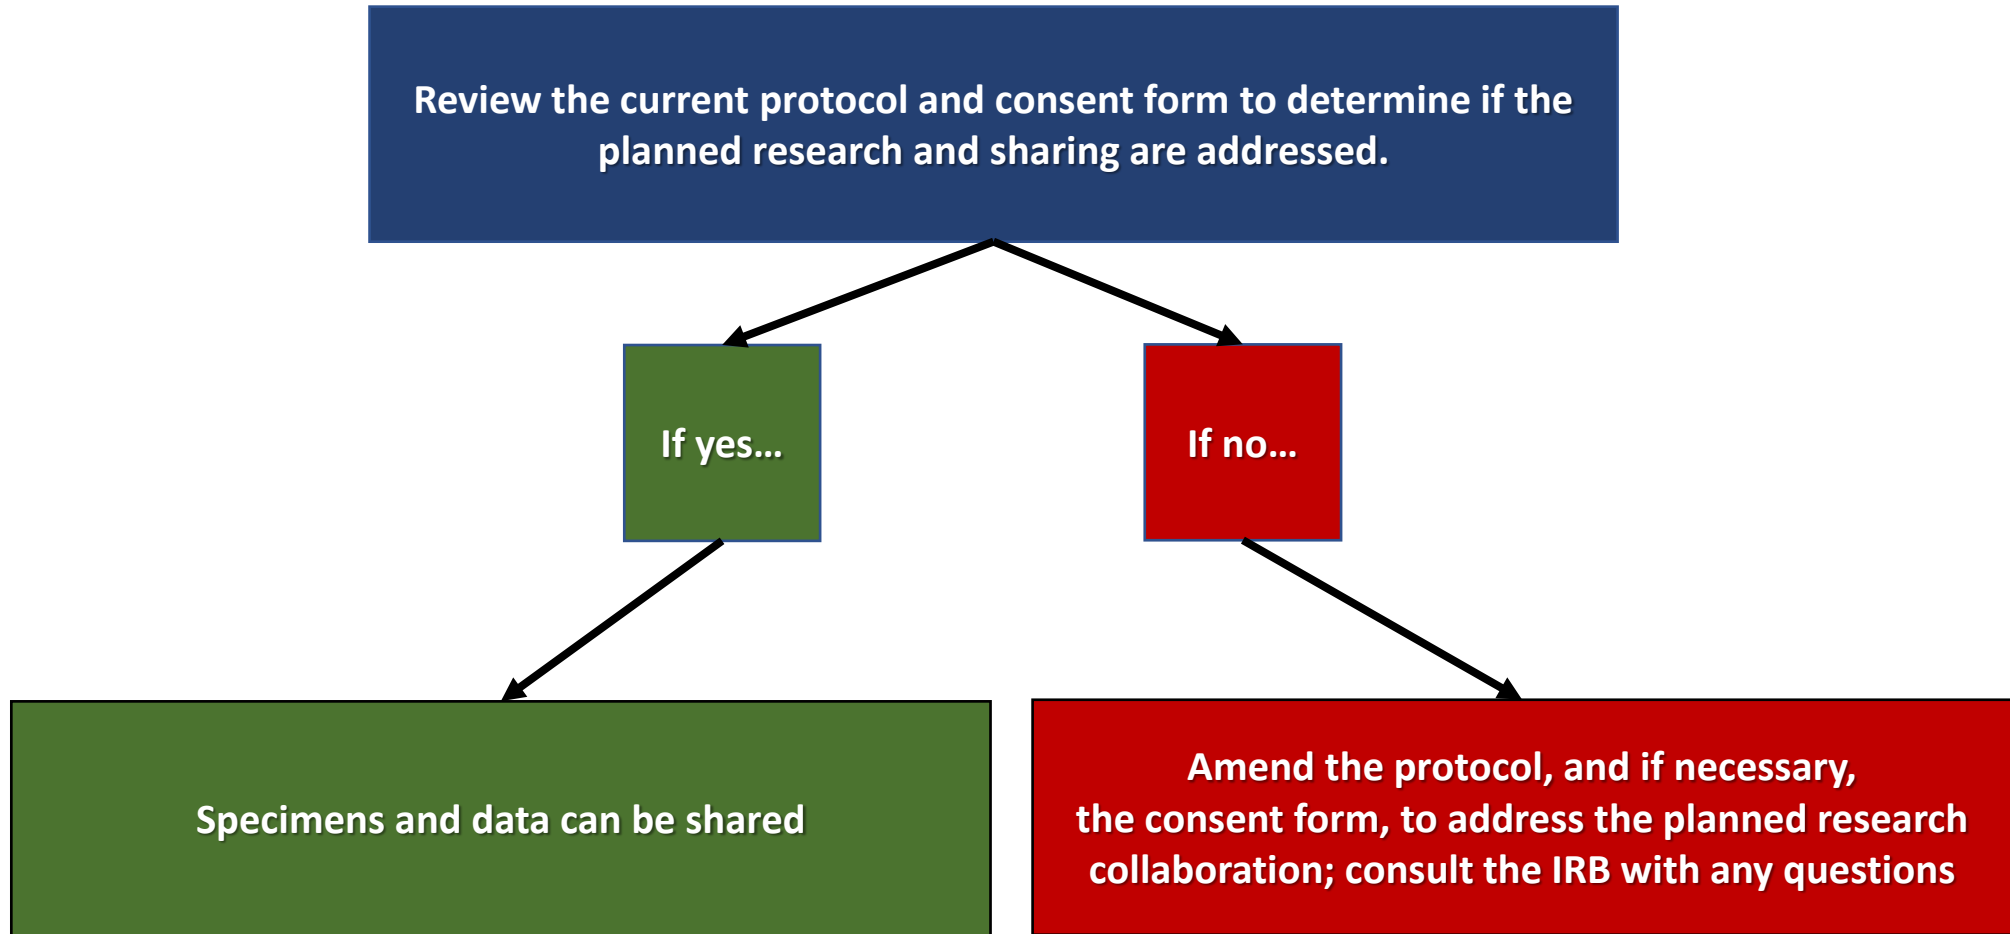 Review the current protocol and consent form to determine if the
planned research and sharing are addressed.
If yes…
If no…
Specimens and data can be shared
Amend the protocol, and if necessary,
the consent form, to address the planned research
collaboration; consult the IRB with any questions